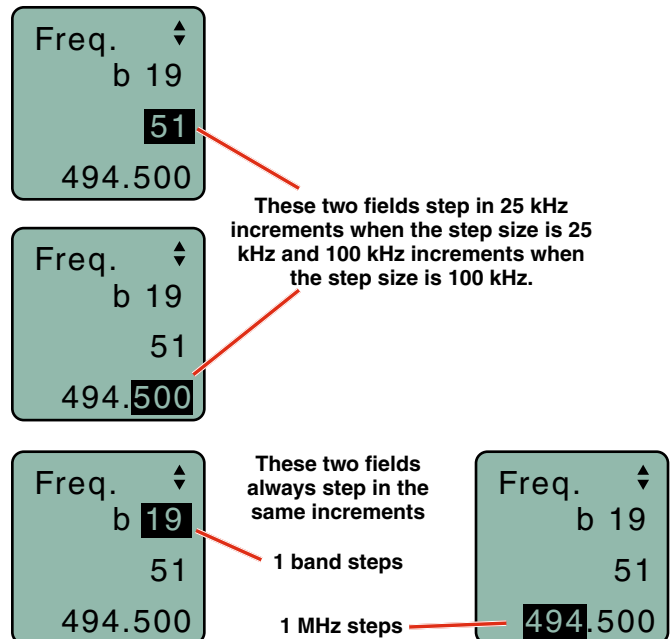 Freq.
b 19
51
494.500
These two fields step in 25 kHz
increments when the step size is 25
kHz and 100 kHz increments when
the step size is 100 kHz.
Freq.
b 19
51
494.500
Freq.
b 19
51
494.500
These two fields
always step in the
same increments
1 band steps
1 MHz steps
Freq.
b 19
51
494.500